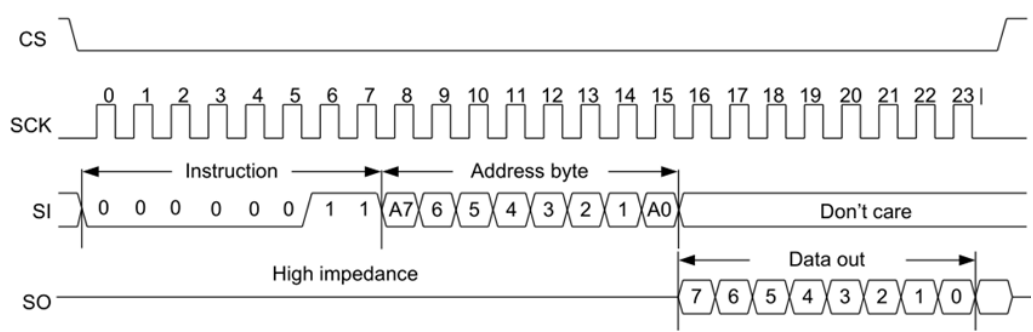 CS
0 1 2 3 4 5 6 7 8 9 10 11 12 13 14 15 16 17 18 19 20 21 22 23
SCK
Instruction Address byte
SI 0 0 0 0 0 0 1 1 A7 6 5 4 3 2 1 A0 Don't care
High impedance Data out
SO 7 6 5 4 3 2 1 0